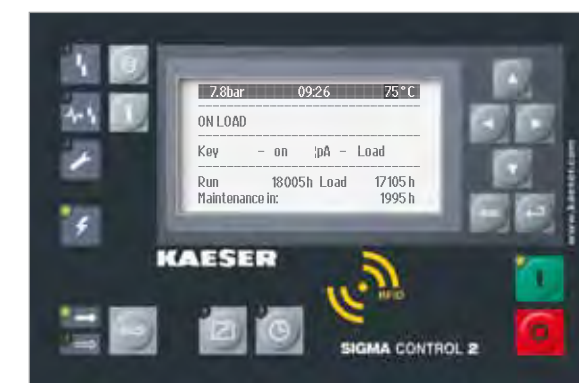 7.8bar 09:26 75°C
ON LOAD
Key - on ¦pA - Load
Run 18005h Load 17105h
Maintenance in: 1995h
KAESER
RFID
SIGMA CONTROL 2
www.kaeser.com